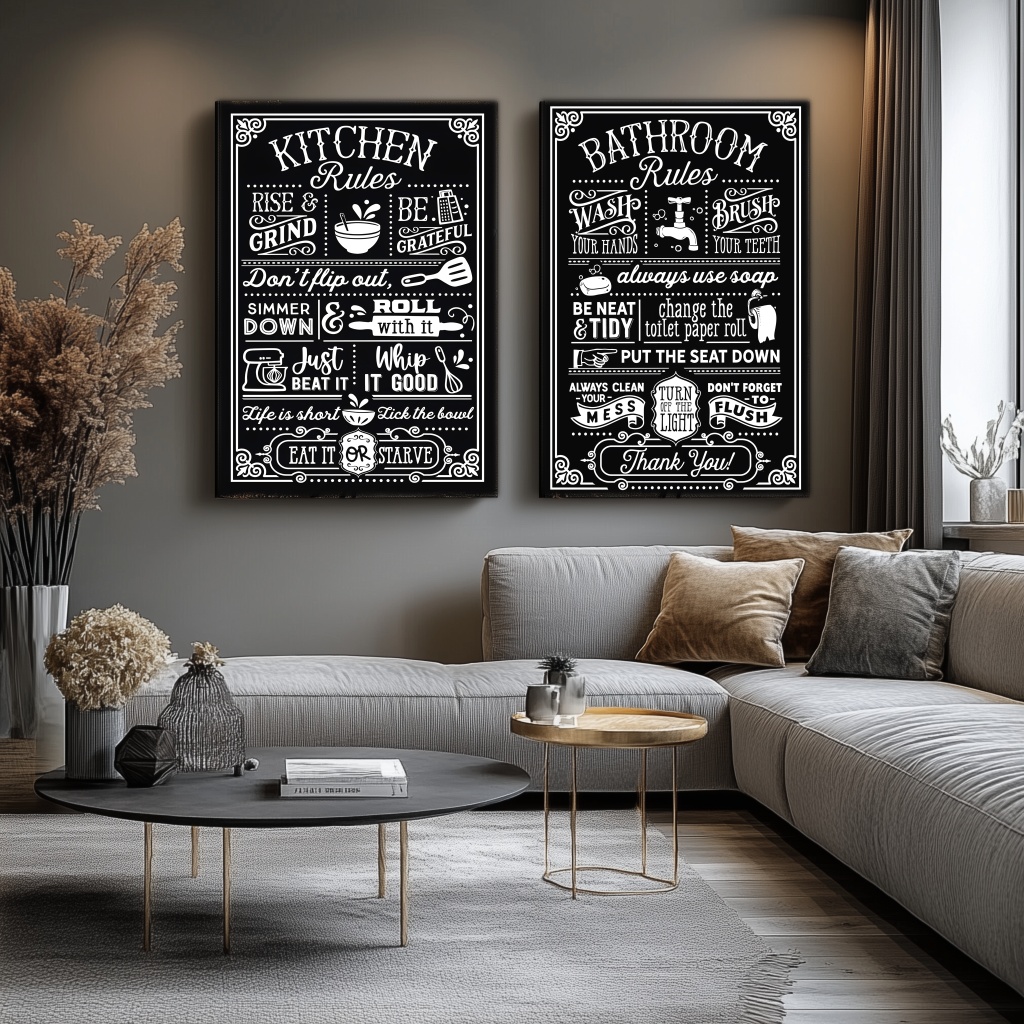 KITCHEN
Rules
RISE &
GRIND
BE
GRATEFUL
Don't flip out,
SIMMER
DOWN
&
ROLL
with it
Just
BEAT IT
Whip
IT GOOD
Life is short
Lick the bowl
EAT IT OR STARVE
BATHROOM
Rules
WASH
YOUR HANDS
BRUSH
YOUR TEETH
always use soap
BE NEAT
& TIDY
change the
toilet paper roll
PUT THE SEAT DOWN
ALWAYS CLEAN
YOUR
MESS
TURN
OFF THE
LIGHT
DON'T FORGET
TO
FLUSH
Thank You!